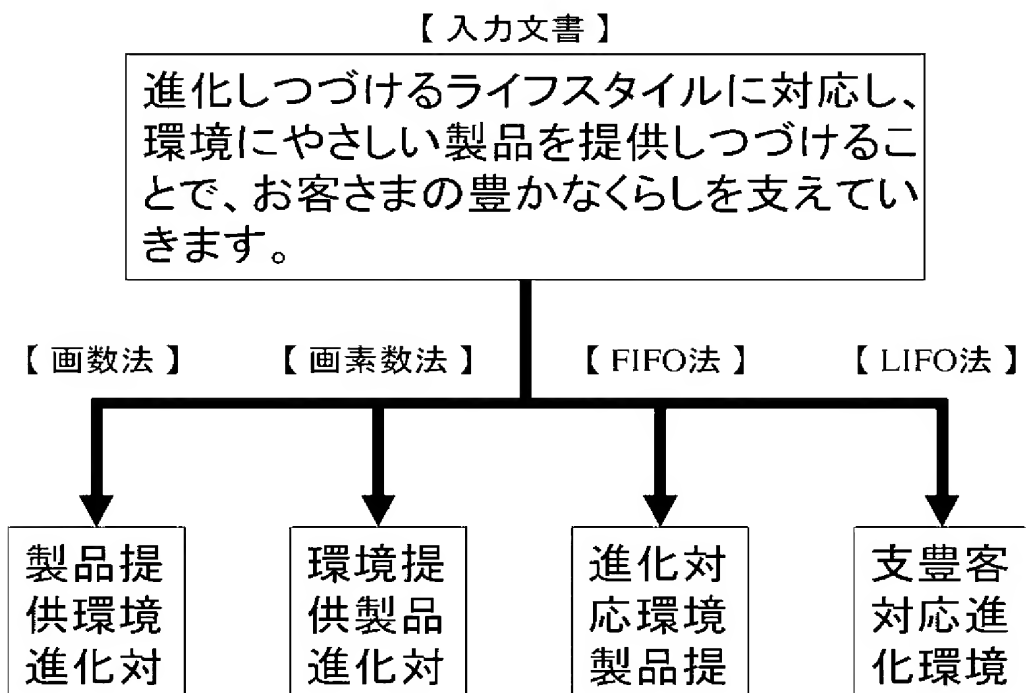 【 入力文書 】
進化しつづけるライフスタイルに対応し、
環境にやさしい製品を提供しつづけるこ
とで、お客さまの豊かなくらしを支えてい
きます。
【 画数法 】
【 画素数法 】
【 FIFO法 】
【 LIFO法 】
製品提
供環境
進化対
環境提
供製品
進化対
進化対
応環境
製品提
支豊客
対応進
化環境